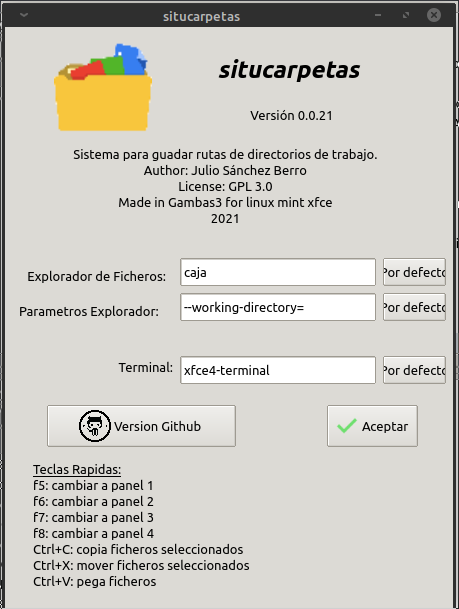 situcarpetas
situcarpetas
Versión 0.0.21
Sistema para guadar rutas de directorios de trabajo.
Author: Julio Sánchez Berro
License: GPL 3.0
Made in Gambas3 for linux mint xfce
2021
Explorador de Ficheros: caja Por defecto
Parametros Explorador: --working-directory= Por defecto
Terminal: xfce4-terminal Por defecto
Version Github Aceptar
Teclas Rapidas:
f5: cambiar a panel 1
f6: cambiar a panel 2
f7: cambiar a panel 3
f8: cambiar a panel 4
Ctrl+C: copia ficheros seleccionados
Ctrl+X: mover ficheros seleccionados
Ctrl+V: pega ficheros